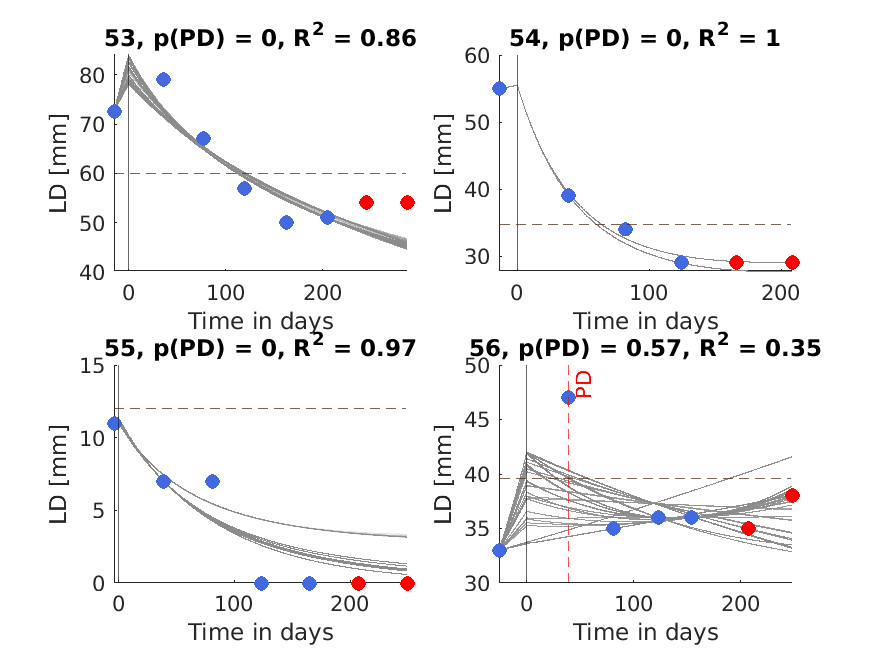 53, p(PD) = 0, R² = 0.86
LD [mm]
80
70
60
50
40
0
100
200
Time in days
54, p(PD) = 0, R² = 1
LD [mm]
60
50
40
30
0
100
200
Time in days
55, p(PD) = 0, R² = 0.97
LD [mm]
15
10
5
0
0
100
200
Time in days
56, p(PD) = 0.57, R² = 0.35
LD [mm]
50
45
40
35
30
PD
0
100
200
Time in days